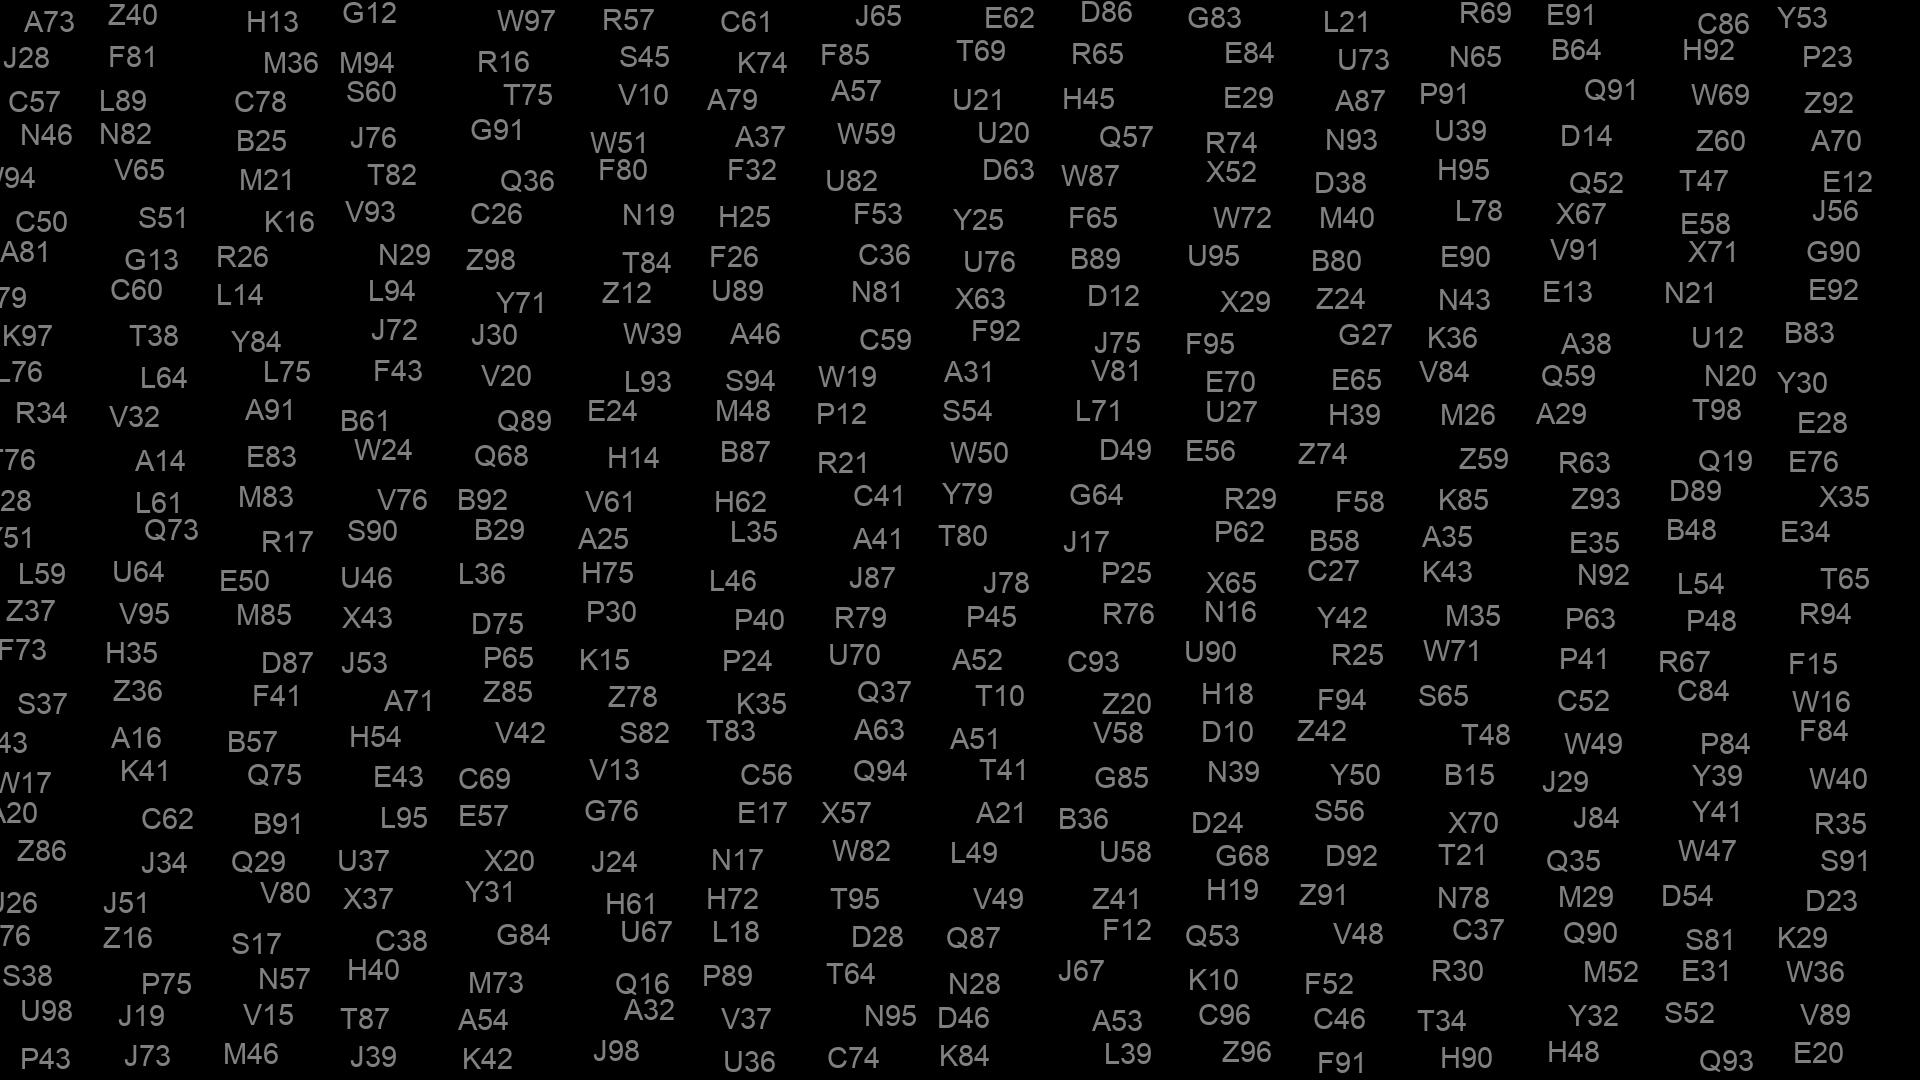 A73 Z40 H13 G12 W97 R57 C61 J65 E62 D86 G83 L21 R69 E91 C86 Y53
J28 F81 M36 M94 R16 S45 K74 F85 T69 R65 E84 U73 N65 B64 H92 P23
C57 L89 C78 S60 T75 V10 A79 A57 U21 H45 E29 A87 P91 Q91 W69 Z92
N46 N82 B25 J76 G91 W51 A37 W59 U20 Q57 R74 N93 U39 D14 Z60 A70
V65 M21 T82 Q36 F80 F32 U82 D63 W87 X52 D38 H95 Q52 T47 E12
C50 S51 K16 V93 C26 N19 H25 F53 Y25 F65 W72 M40 L78 X67 E58 J56
A81 G13 R26 N29 Z98 T84 F26 C36 U76 B89 U95 B80 E90 V91 X71 G90
79 C60 L14 L94 Y71 Z12 U89 N81 X63 D12 X29 Z24 N43 E13 N21 E92
K97 T38 Y84 J72 J30 W39 A46 C59 F92 J75 F95 G27 K36 A38 U12 B83
L76 L64 L75 F43 V20 L93 S94 W19 A31 V81 E70 E65 V84 Q59 N20 Y30
R34 V32 A91 B61 Q89 E24 M48 P12 S54 L71 U27 H39 M26 A29 T98 E28
76 A14 E83 W24 Q68 H14 B87 R21 W50 D49 E56 Z74 Z59 R63 Q19 E76
28 L61 M83 V76 B92 V61 H62 C41 Y79 G64 R29 F58 K85 Z93 D89 X35
51 Q73 R17 S90 B29 A25 L35 A41 T80 J17 P62 B58 A35 E35 B48 E34
L59 U64 E50 U46 L36 H75 L46 J87 J78 P25 X65 C27 K43 N92 L54 T65
Z37 V95 M85 X43 D75 P30 P40 R79 P45 R76 N16 Y42 M35 P63 P48 R94
F73 H35 D87 J53 P65 K15 P24 U70 A52 C93 U90 R25 W71 P41 R67 F15
S37 Z36 F41 A71 Z85 Z78 K35 Q37 T10 Z20 H18 F94 S65 C52 C84 W16
43 A16 B57 H54 V42 S82 T83 A63 A51 V58 D10 Z42 T48 W49 P84 F84
W17 K41 Q75 E43 C69 V13 C56 Q94 T41 G85 N39 Y50 B15 J29 Y39 W40
A20 C62 B91 L95 E57 G76 E17 X57 A21 B36 D24 S56 X70 J84 Y41 R35
Z86 J34 Q29 U37 X20 J24 N17 W82 L49 U58 G68 D92 T21 Q35 W47 S91
26 J51 V80 X37 Y31 H61 H72 T95 V49 Z41 H19 Z91 N78 M29 D54 D23
76 Z16 S17 C38 G84 U67 L18 D28 Q87 F12 Q53 V48 C37 Q90 S81 K29
S38 P75 N57 H40 M73 Q16 P89 T64 N28 J67 K10 F52 R30 M52 E31 W36
U98 J19 V15 T87 A54 A32 V37 N95 D46 A53 C96 C46 T34 Y32 S52 V89
P43 J73 M46 J39 K42 J98 U36 C74 K84 L39 Z96 F91 H90 H48 Q93 E20